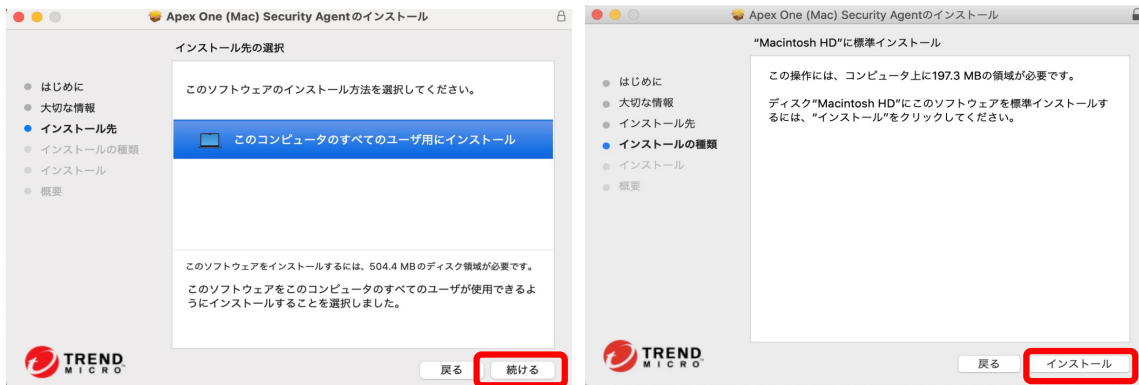 Apex One (Mac) Security Agentのインストール
インストール先の選択
はじめに
大切な情報
インストール先
インストールの種類
インストール
概要
このソフトウェアのインストール方法を選択してください。
このコンピュータのすべてのユーザ用にインストール
このソフトウェアをインストールするには、504.4 MBのディスク領域が必要です。
このソフトウェアをこのコンピュータのすべてのユーザが使用できるよ
うにインストールすることを選択しました。
TREND
MICRO
戻る
続ける
Apex One (Mac) Security Agentのインストール
"Macintosh HD"に標準インストール
はじめに
大切な情報
インストール先
インストールの種類
インストール
概要
この操作には、コンピュータ上に197.3 MBの領域が必要です。
ディスク"Macintosh HD"にこのソフトウェアを標準インストールす
るには、"インストール"をクリックしてください。
TREND
MICRO
戻る
インストール